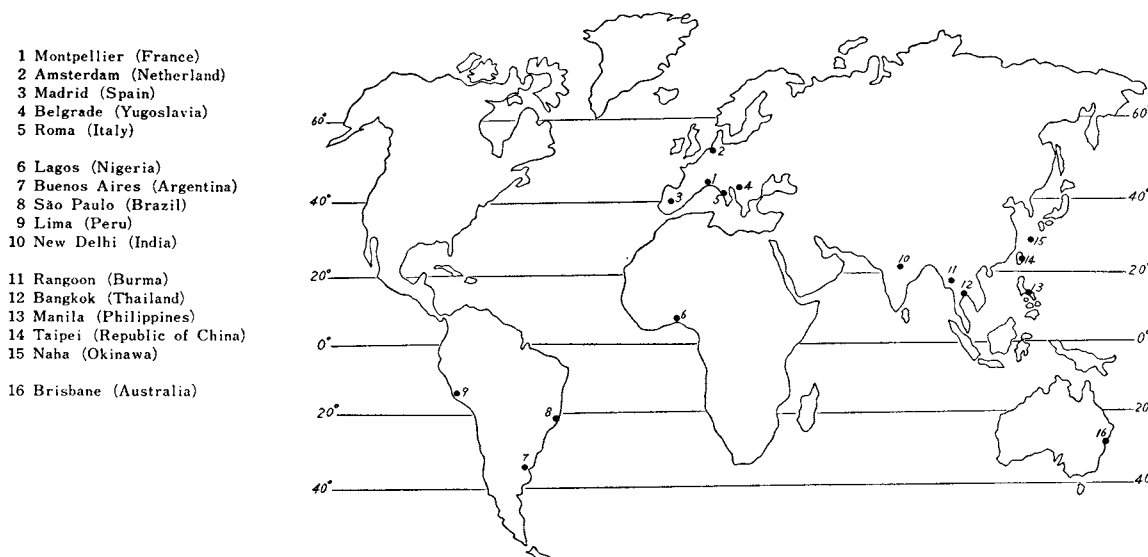 1 Montpellier (France)
2 Amsterdam (Netherland)
3 Madrid (Spain)
4 Belgrade (Yugoslavia)
5 Roma (Italy)
6 Lagos (Nigeria)
7 Buenos Aires (Argentina)
8 São Paulo (Brazil)
9 Lima (Peru)
10 New Delhi (India)
11 Rangoon (Burma)
12 Bangkok (Thailand)
13 Manila (Philippines)
14 Taipei (Republic of China)
15 Naha (Okinawa)
16 Brisbane (Australia)
60° 60
2
1 4
3 5
40° 40
15
10 14
11
20° 20
12 13
6
0° 0°
9
20° 8 20
16
7
40° 40